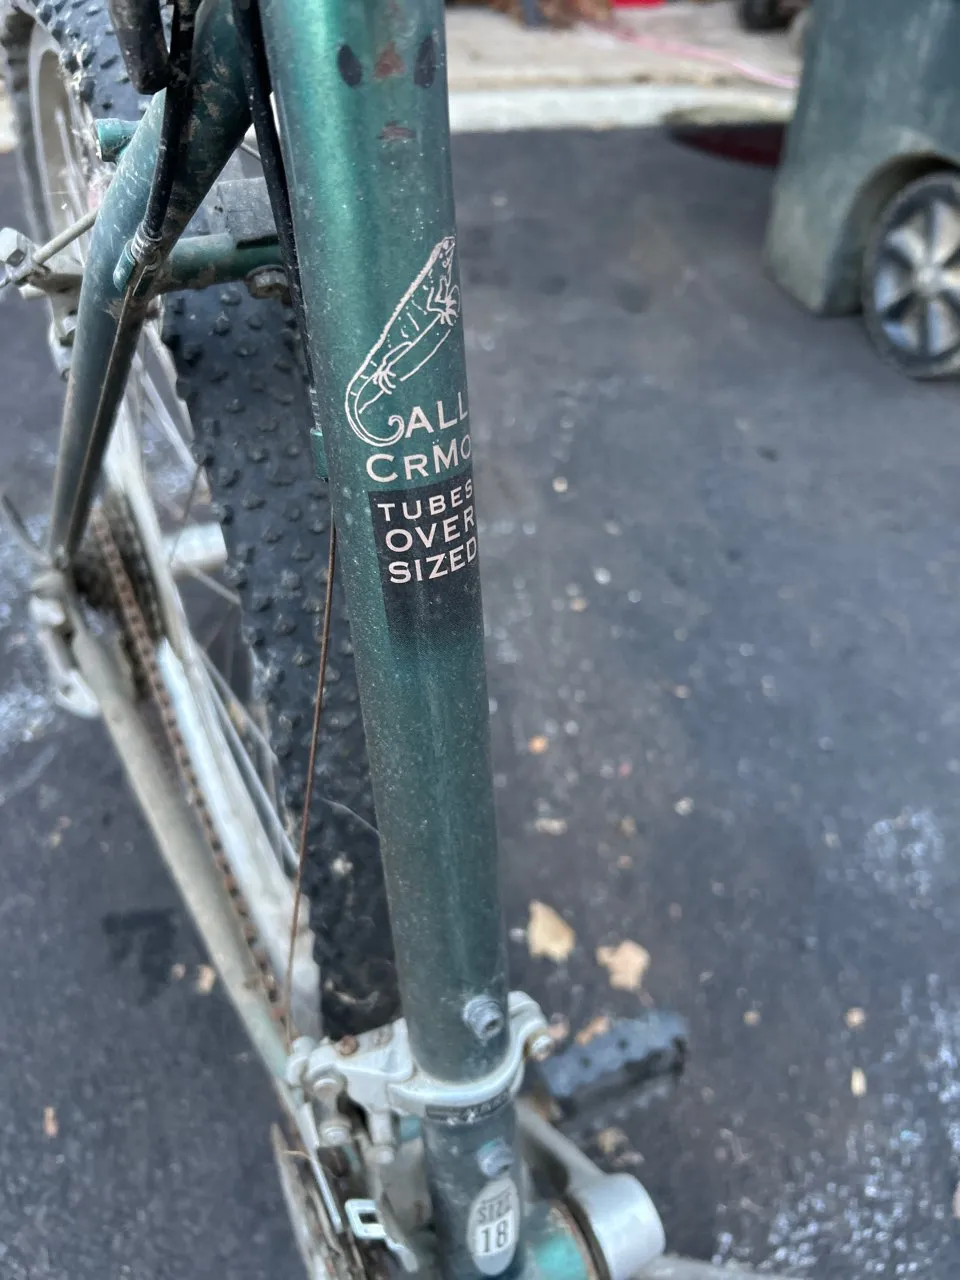 ALL
CRMO
TUBES
OVER
SIZED
SIZE
18